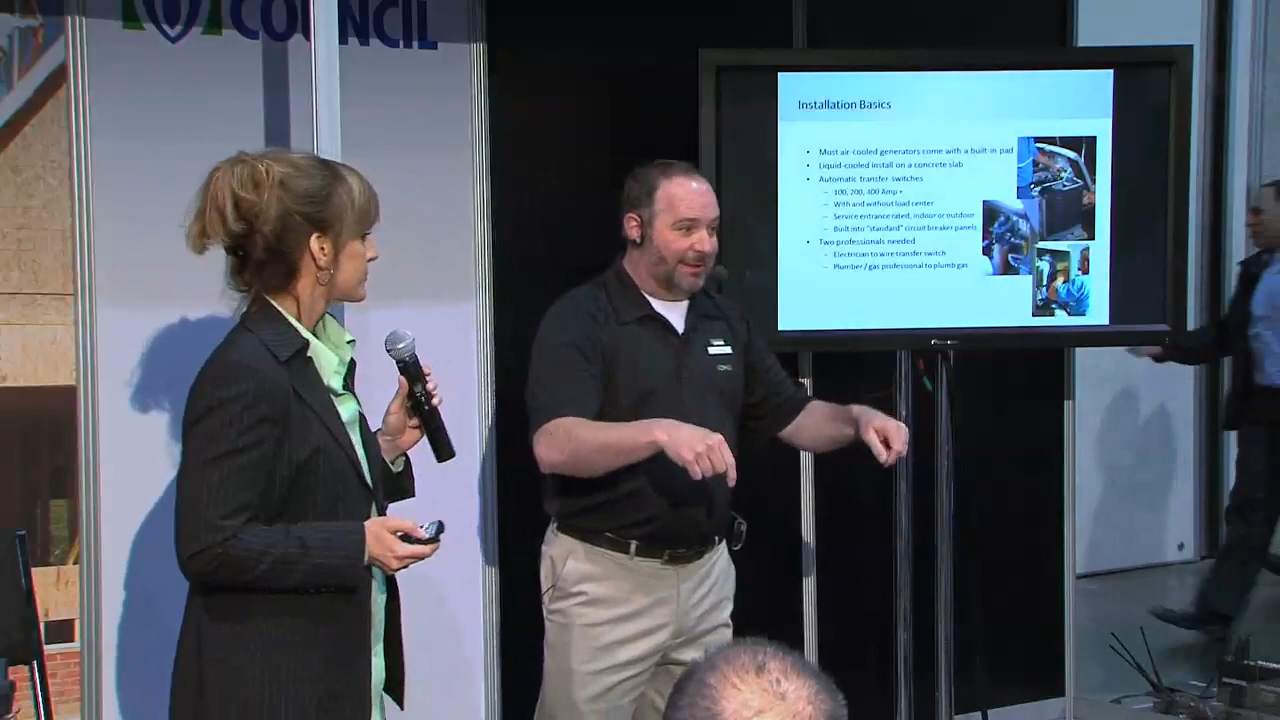 COUNCIL
Installation Basics
• Most air-cooled generators come with a built-in pad
• Liquid-cooled install on a concrete slab
• Automatic transfer switches
– 100, 200, 400 Amp +
– With and without load center
– Service entrance rated, indoor or outdoor
– Built into "standard" circuit breaker panels
• Two professionals needed
– Electrician to wire transfer switch
– Plumber / gas professional to plumb gas